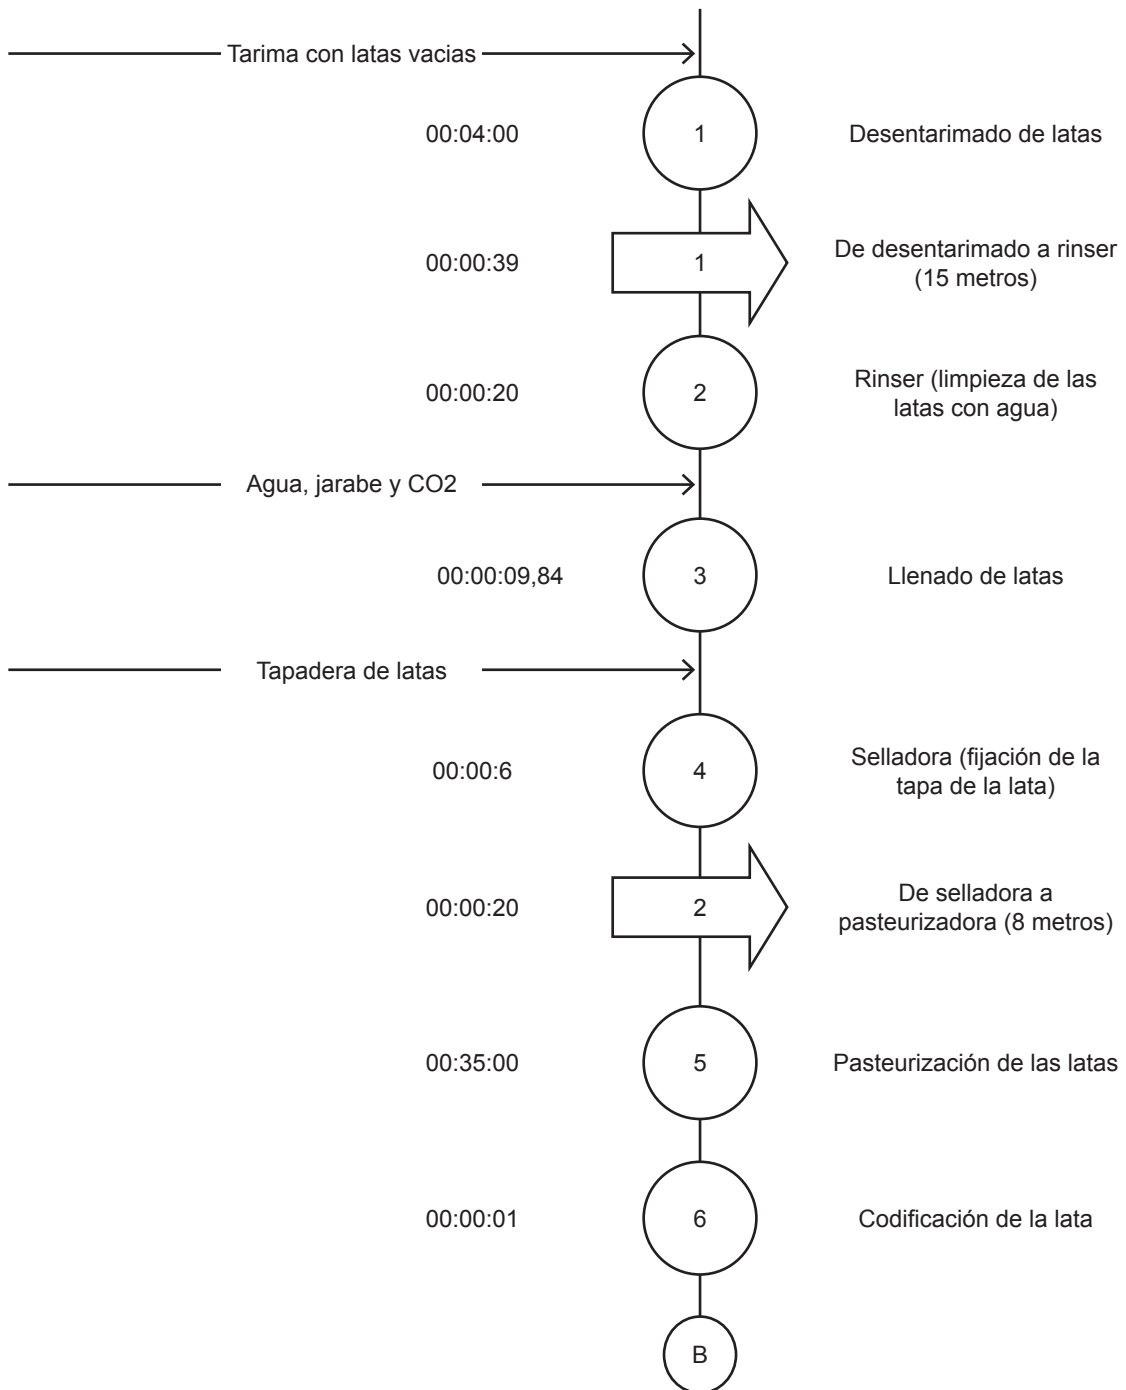 Tarima con latas vacias
00:04:00
1
Desentarimado de latas
00:00:39
1
De desentarimado a rinser
(15 metros)
00:00:20
2
Rinser (limpieza de las
latas con agua)
Agua, jarabe y CO2
00:00:09,84
3
Llenado de latas
Tapadera de latas
00:00:6
4
Selladora (fijación de la
tapa de la lata)
00:00:20
2
De selladora a
pasteurizadora (8 metros)
00:35:00
5
Pasteurización de las latas
00:00:01
6
Codificación de la lata
B